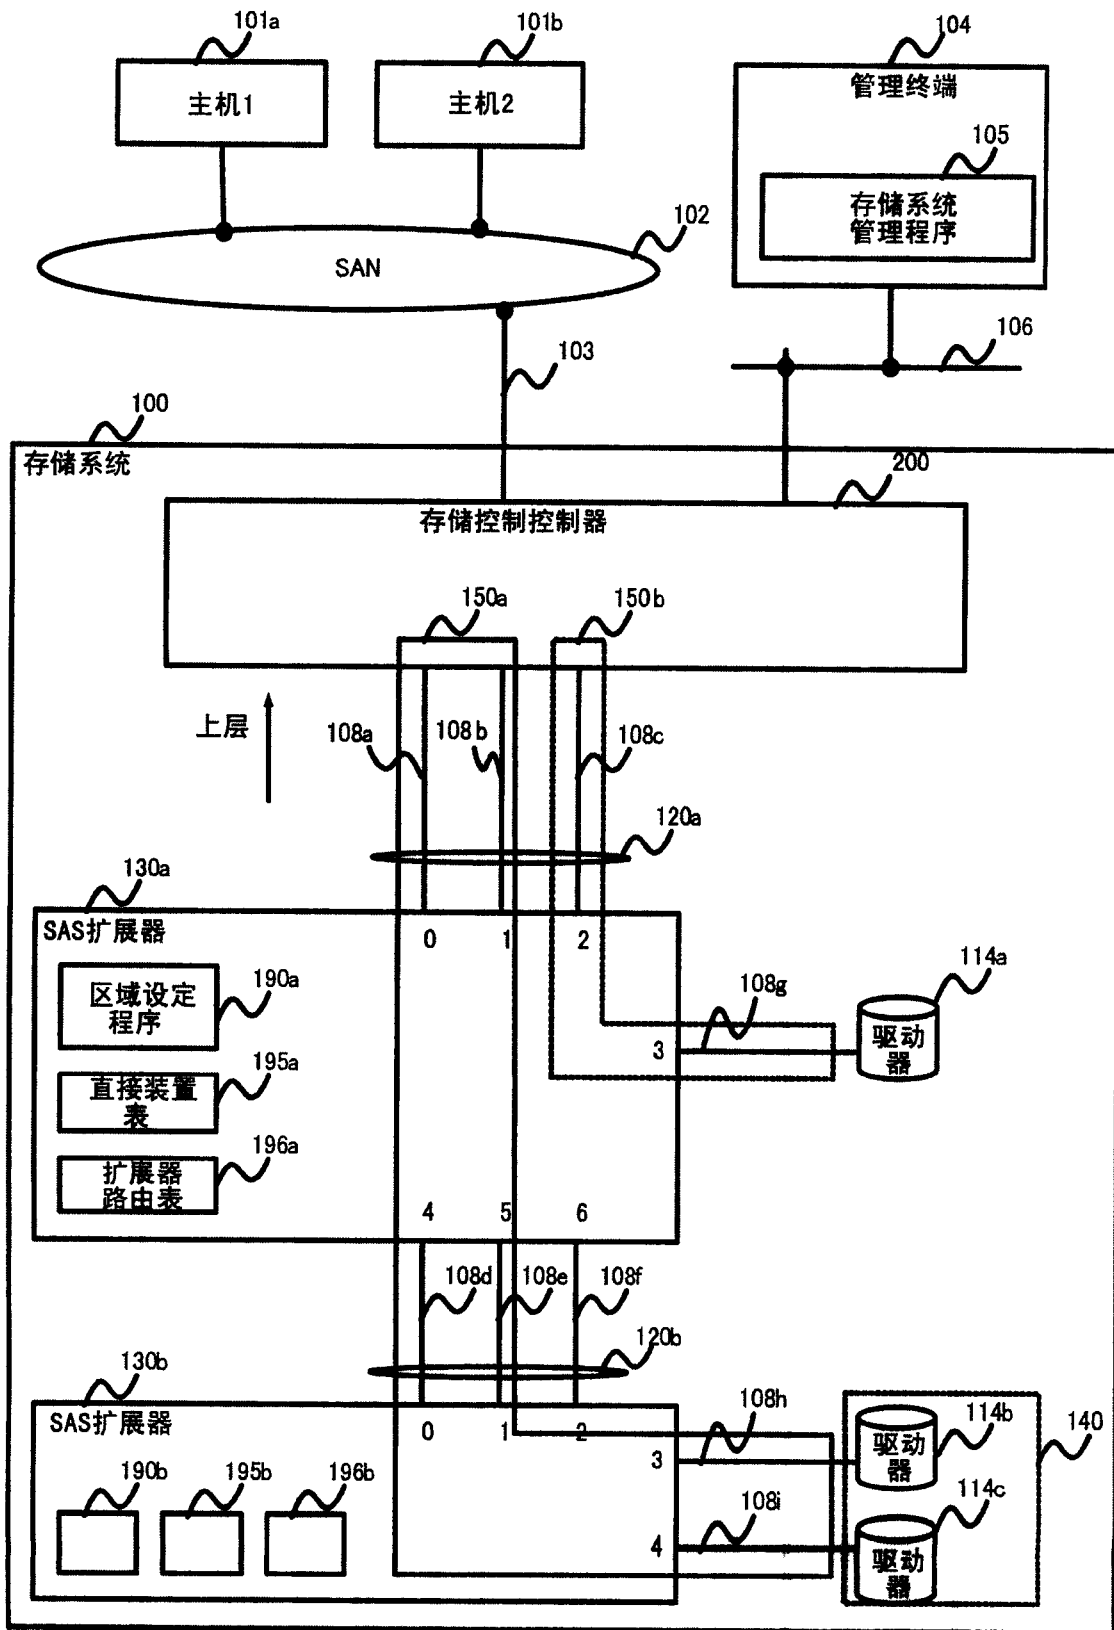 101a
101b
104
主机1
主机2
管理终端
105
存储系统
管理程序
102
SAN
103
106
100
存储系统
200
存储控制控制器
150a
150b
上层
108a
108b
108c
120a
130a
SAS扩展器
0
1
2
190a
区域设定
程序
114a
108g
3
驱动
器
195a
直接装置
表
196a
扩展器
路由表
4
5
6
108d
108e
108f
120b
130b
SAS扩展器
0
1
2
108h
114b
140
3
驱动
器
190b
195b
196b
108i
114c
4
驱动
器